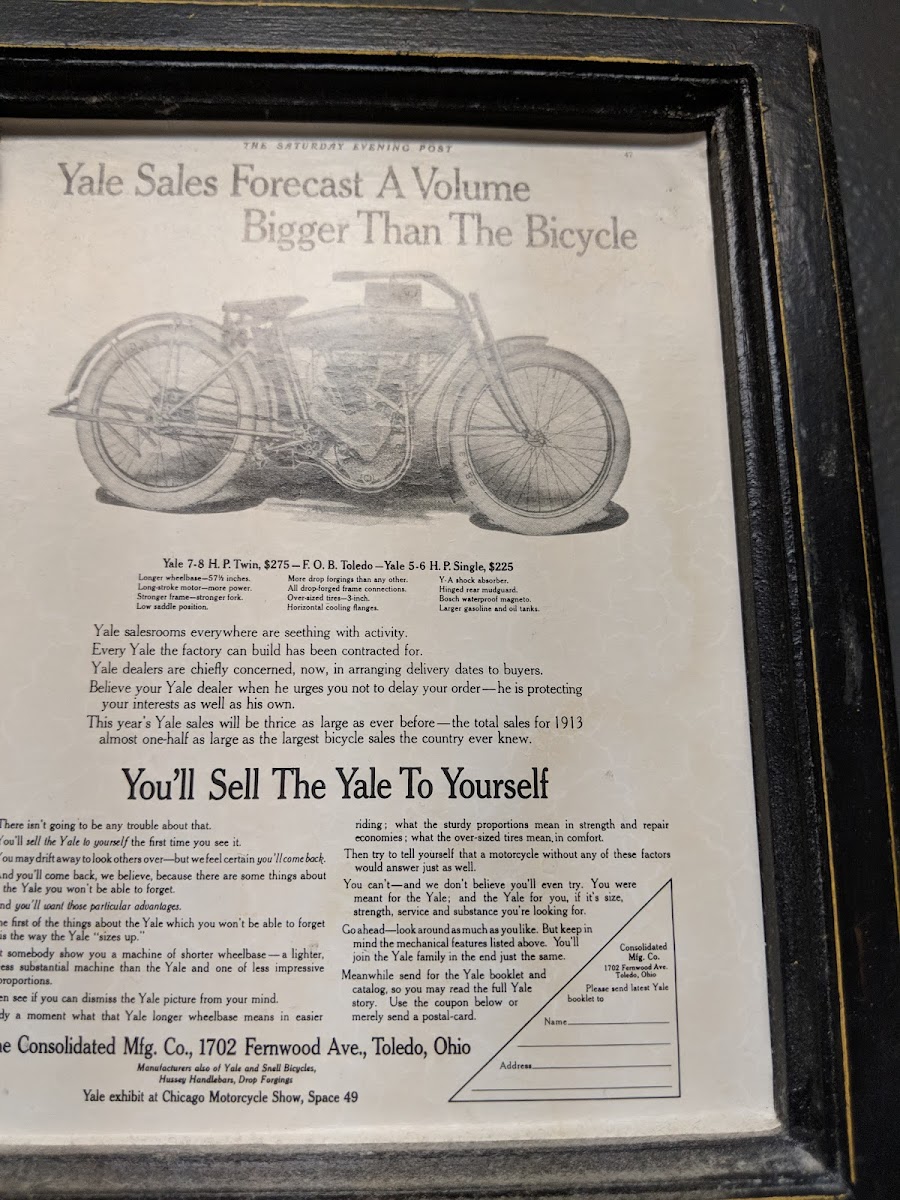 THE SATURDAY EVENING POST
47
Yale Sales Forecast A Volume
Bigger Than The Bicycle
Yale 7-8 H. P. Twin, $275 — F. O. B. Toledo — Yale 5-6 H. P. Single, $225
Longer wheelbase—57½ inches.
Long-stroke motor—more power.
Stronger frame—stronger fork.
Low saddle position.
More drop forgings than any other.
All drop-forged frame connections.
Over-sized tires—3-inch.
Horizontal cooling flanges.
Y-A shock absorber.
Hinged rear mudguard.
Bosch waterproof magneto.
Larger gasoline and oil tanks.
Yale salesrooms everywhere are seething with activity.
Every Yale the factory can build has been contracted for.
Yale dealers are chiefly concerned, now, in arranging delivery dates to buyers.
Believe your Yale dealer when he urges you not to delay your order—he is protecting
your interests as well as his own.
This year's Yale sales will be thrice as large as ever before—the total sales for 1913
almost one-half as large as the largest bicycle sales the country ever knew.
You'll Sell The Yale To Yourself
There isn't going to be any trouble about that.
You'll sell the Yale to yourself the first time you see it.
You may drift away to look others over—but we feel certain you'll come back.
And you'll come back, we believe, because there are some things about
the Yale you won't be able to forget.
nd you'll want those particular advantages.
he first of the things about the Yale which you won't be able to forget
is the way the Yale "sizes up."
t somebody show you a machine of shorter wheelbase—a lighter,
ess substantial machine than the Yale and one of less impressive
proportions.
en see if you can dismiss the Yale picture from your mind.
dy a moment what that Yale longer wheelbase means in easier
riding; what the sturdy proportions mean in strength and repair
economies; what the over-sized tires mean, in comfort.
Then try to tell yourself that a motorcycle without any of these factors
would answer just as well.
You can't—and we don't believe you'll even try. You were
meant for the Yale; and the Yale for you, if it's size,
strength, service and substance you're looking for.
Go ahead—look around as much as you like. But keep in
mind the mechanical features listed above. You'll
join the Yale family in the end just the same.
Meanwhile send for the Yale booklet and
catalog, so you may read the full Yale
story. Use the coupon below or
merely send a postal-card.
Consolidated
Mfg. Co.
1702 Fernwood Ave.
Toledo, Ohio
Please send latest Yale
booklet to
Name
Address
e Consolidated Mfg. Co., 1702 Fernwood Ave., Toledo, Ohio
Manufacturers also of Yale and Snell Bicycles,
Hussey Handlebars, Drop Forgings
Yale exhibit at Chicago Motorcycle Show, Space 49